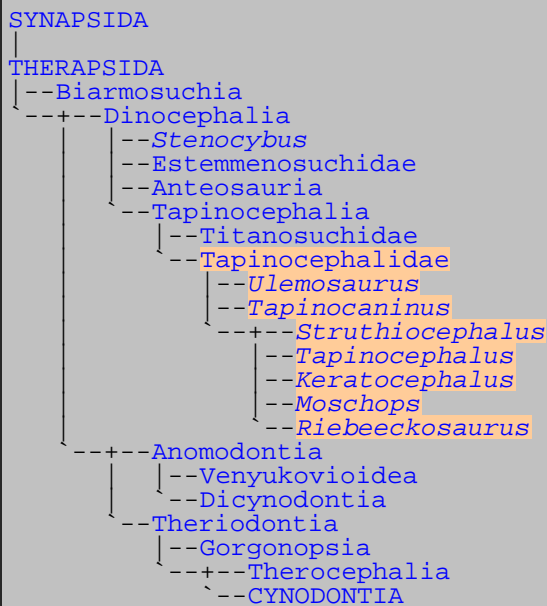 SYNAPSIDA
|
THERAPSIDA
|--Biarmosuchia
`--+--Dinocephalia
   |  |--Stenocybus
   |  |--Estemmenosuchidae
   |  |--Anteosauria
   |  `--Tapinocephalia
   |     |--Titanosuchidae
   |     `--Tapinocephalidae
   |        |--Ulemosaurus
   |        |--Tapinocaninus
   |        `--+--Struthiocephalus
   |           |--Tapinocephalus
   |           |--Keratocephalus
   |           |--Moschops
   |           `--Riebeeckosaurus
   `--+--Anomodontia
      |  |--Venyukovioidea
      |  `--Dicynodontia
      `--Theriodontia
         |--Gorgonopsia
         `--+--Therocephalia
            `--CYNODONTIA